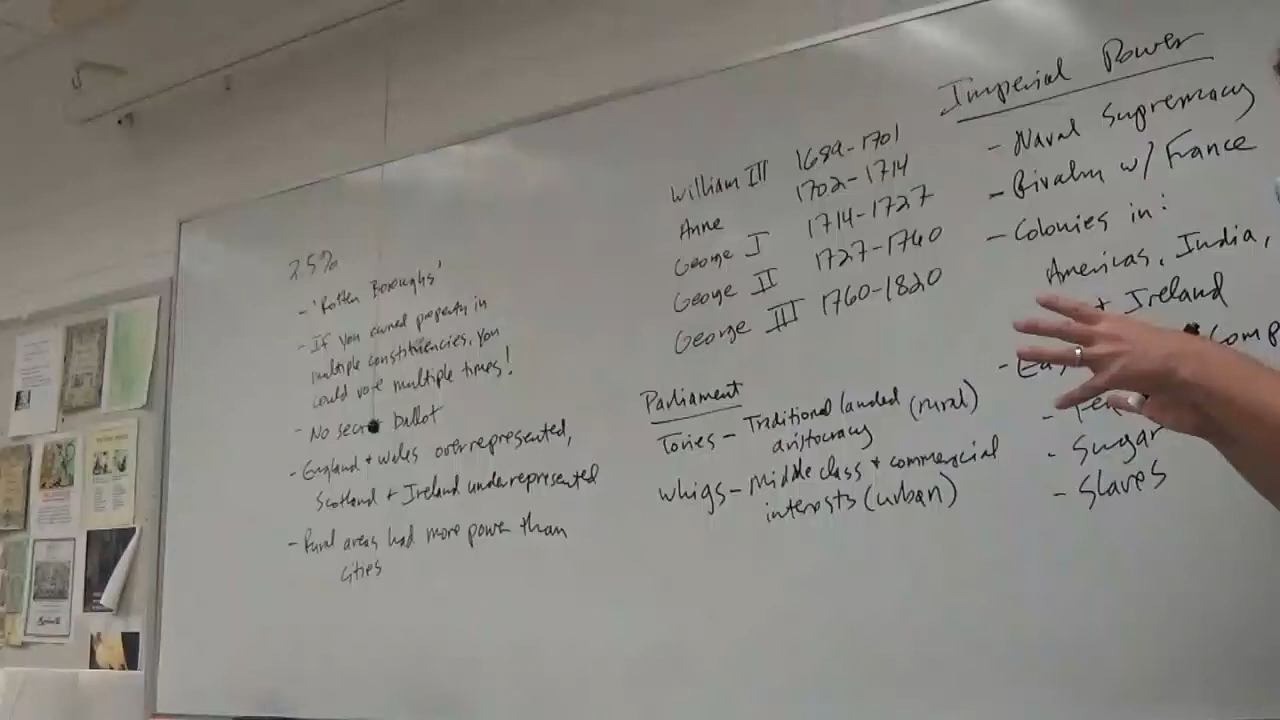 25%
- 'Rotten Boroughs'
- If you owned property in
multiple constituencies, you
could vote multiple times!
- No secret ballot
- England + Wales overrepresented,
Scotland + Ireland underrepresented
- Rural areas had more power than
cities
William III 1689-1701
Anne 1702-1714
George I 1714-1727
George II 1727-1760
George III 1760-1820
Parliament
Tories - Traditional landed (rural)
aristocracy
Whigs - Middle class + commercial
interests (urban)
Imperial Power
- Naval Supremacy
- Rivalry w/ France
- Colonies in:
Americas, India,
+ Ireland
- Sugar
- Slaves